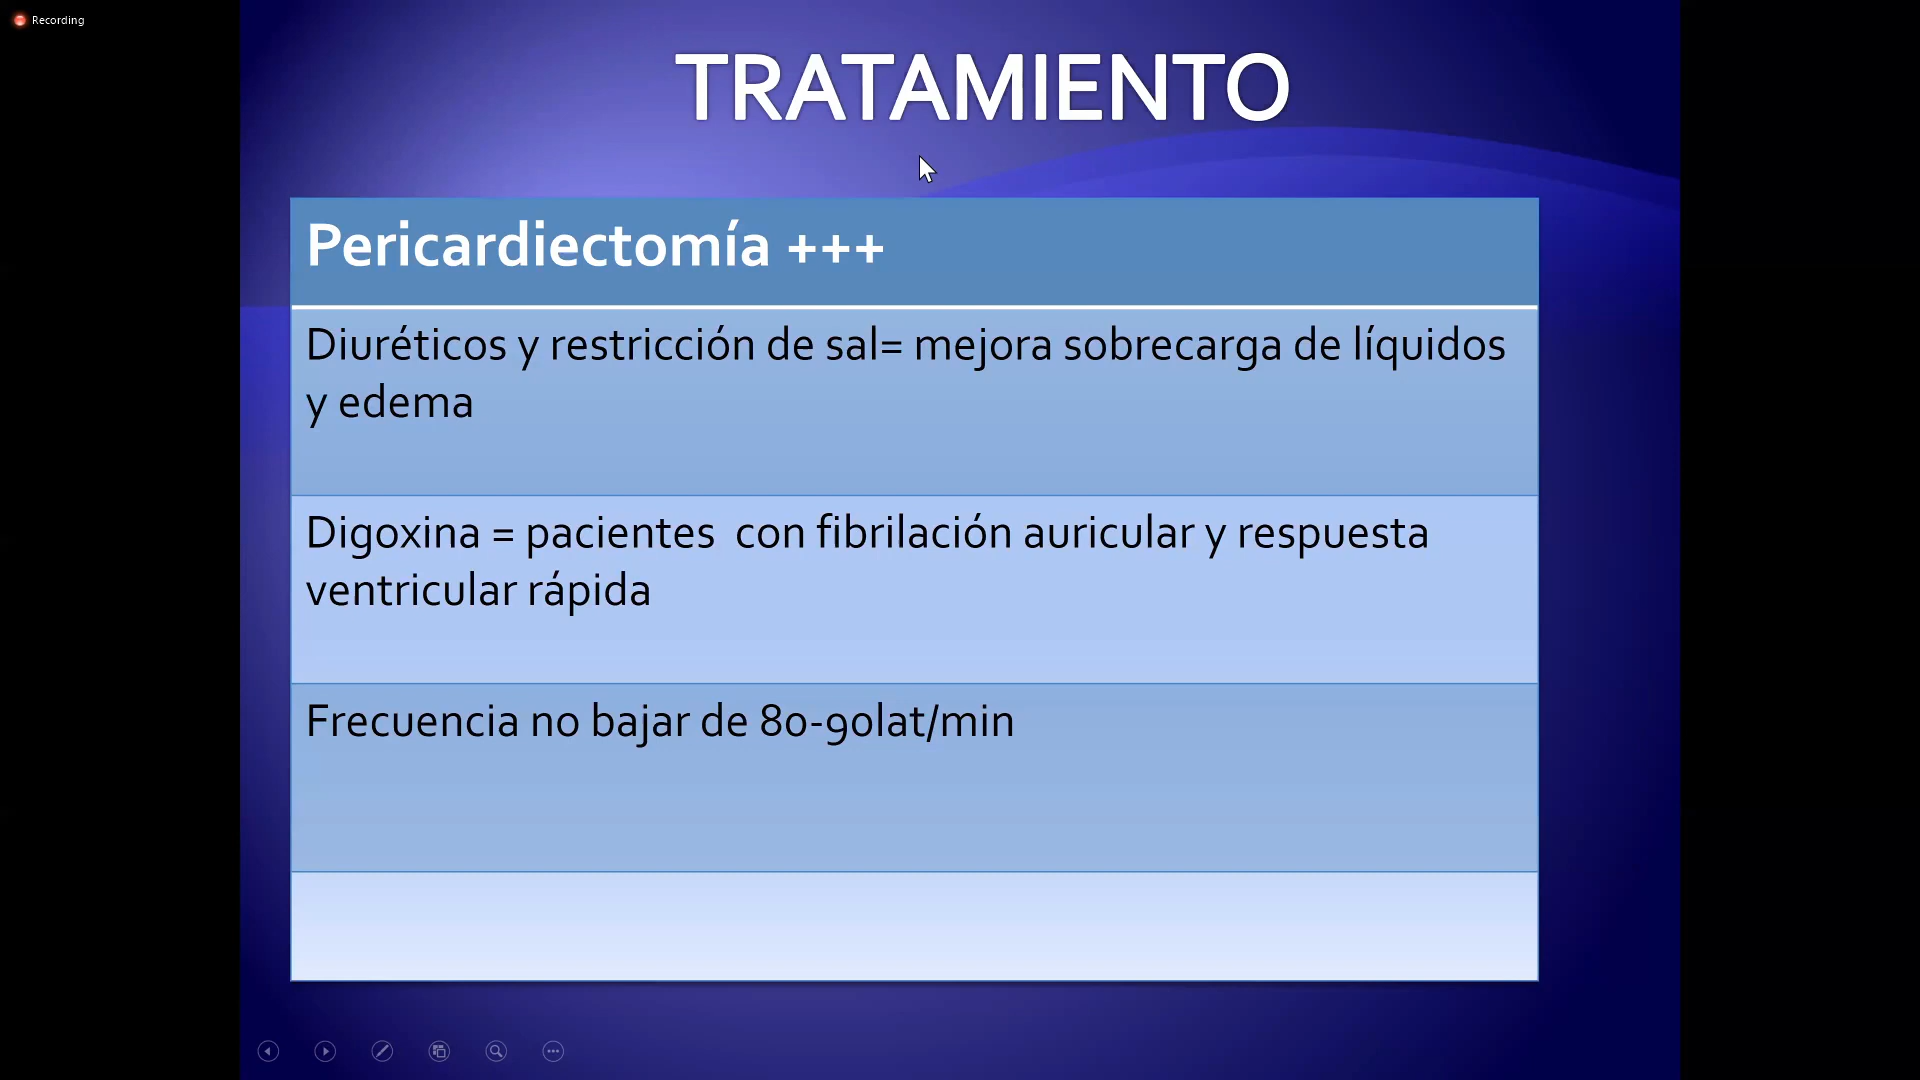 Recording
TRATAMIENTO
Pericardiectomía +++
Diuréticos y restricción de sal= mejora sobrecarga de líquidos
y edema
Digoxina = pacientes  con fibrilación auricular y respuesta
ventricular rápida
Frecuencia no bajar de 80-90lat/min